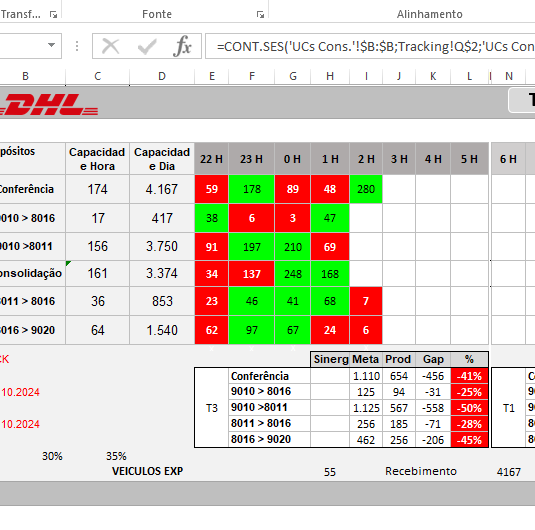 Transf...
Fonte
Alinhamento
fx
=CONT.SES('UCs Cons.'!$B:$B;Tracking!Q$2;'UCs Con
B C D E F G H I J K L M N
DHL
T
pósitos Capacidad e Hora Capacidad e Dia 22 H 23 H 0 H 1 H 2 H 3 H 4 H 5 H 6 H
Conferência 174 4.167 59 178 89 48 280
9010 > 8016 17 417 38 6 3 47
9010 >8011 156 3.750 91 197 210 69
onsolidação 161 3.374 34 137 248 168
8011 > 8016 36 853 23 46 41 68 7
8016 > 9020 64 1.540 62 97 67 24 6
CK
Sinerg Meta Prod Gap %
Conferência 1.110 654 -456 -41%
10.2024
9010 > 8016 125 94 -31 -25%
T3 9010 >8011 1.125 567 -558 -50% T1
10.2024
8011 > 8016 256 185 -71 -28%
8016 > 9020 462 256 -206 -45%
30% 35%
VEICULOS EXP 55 Recebimento 4167